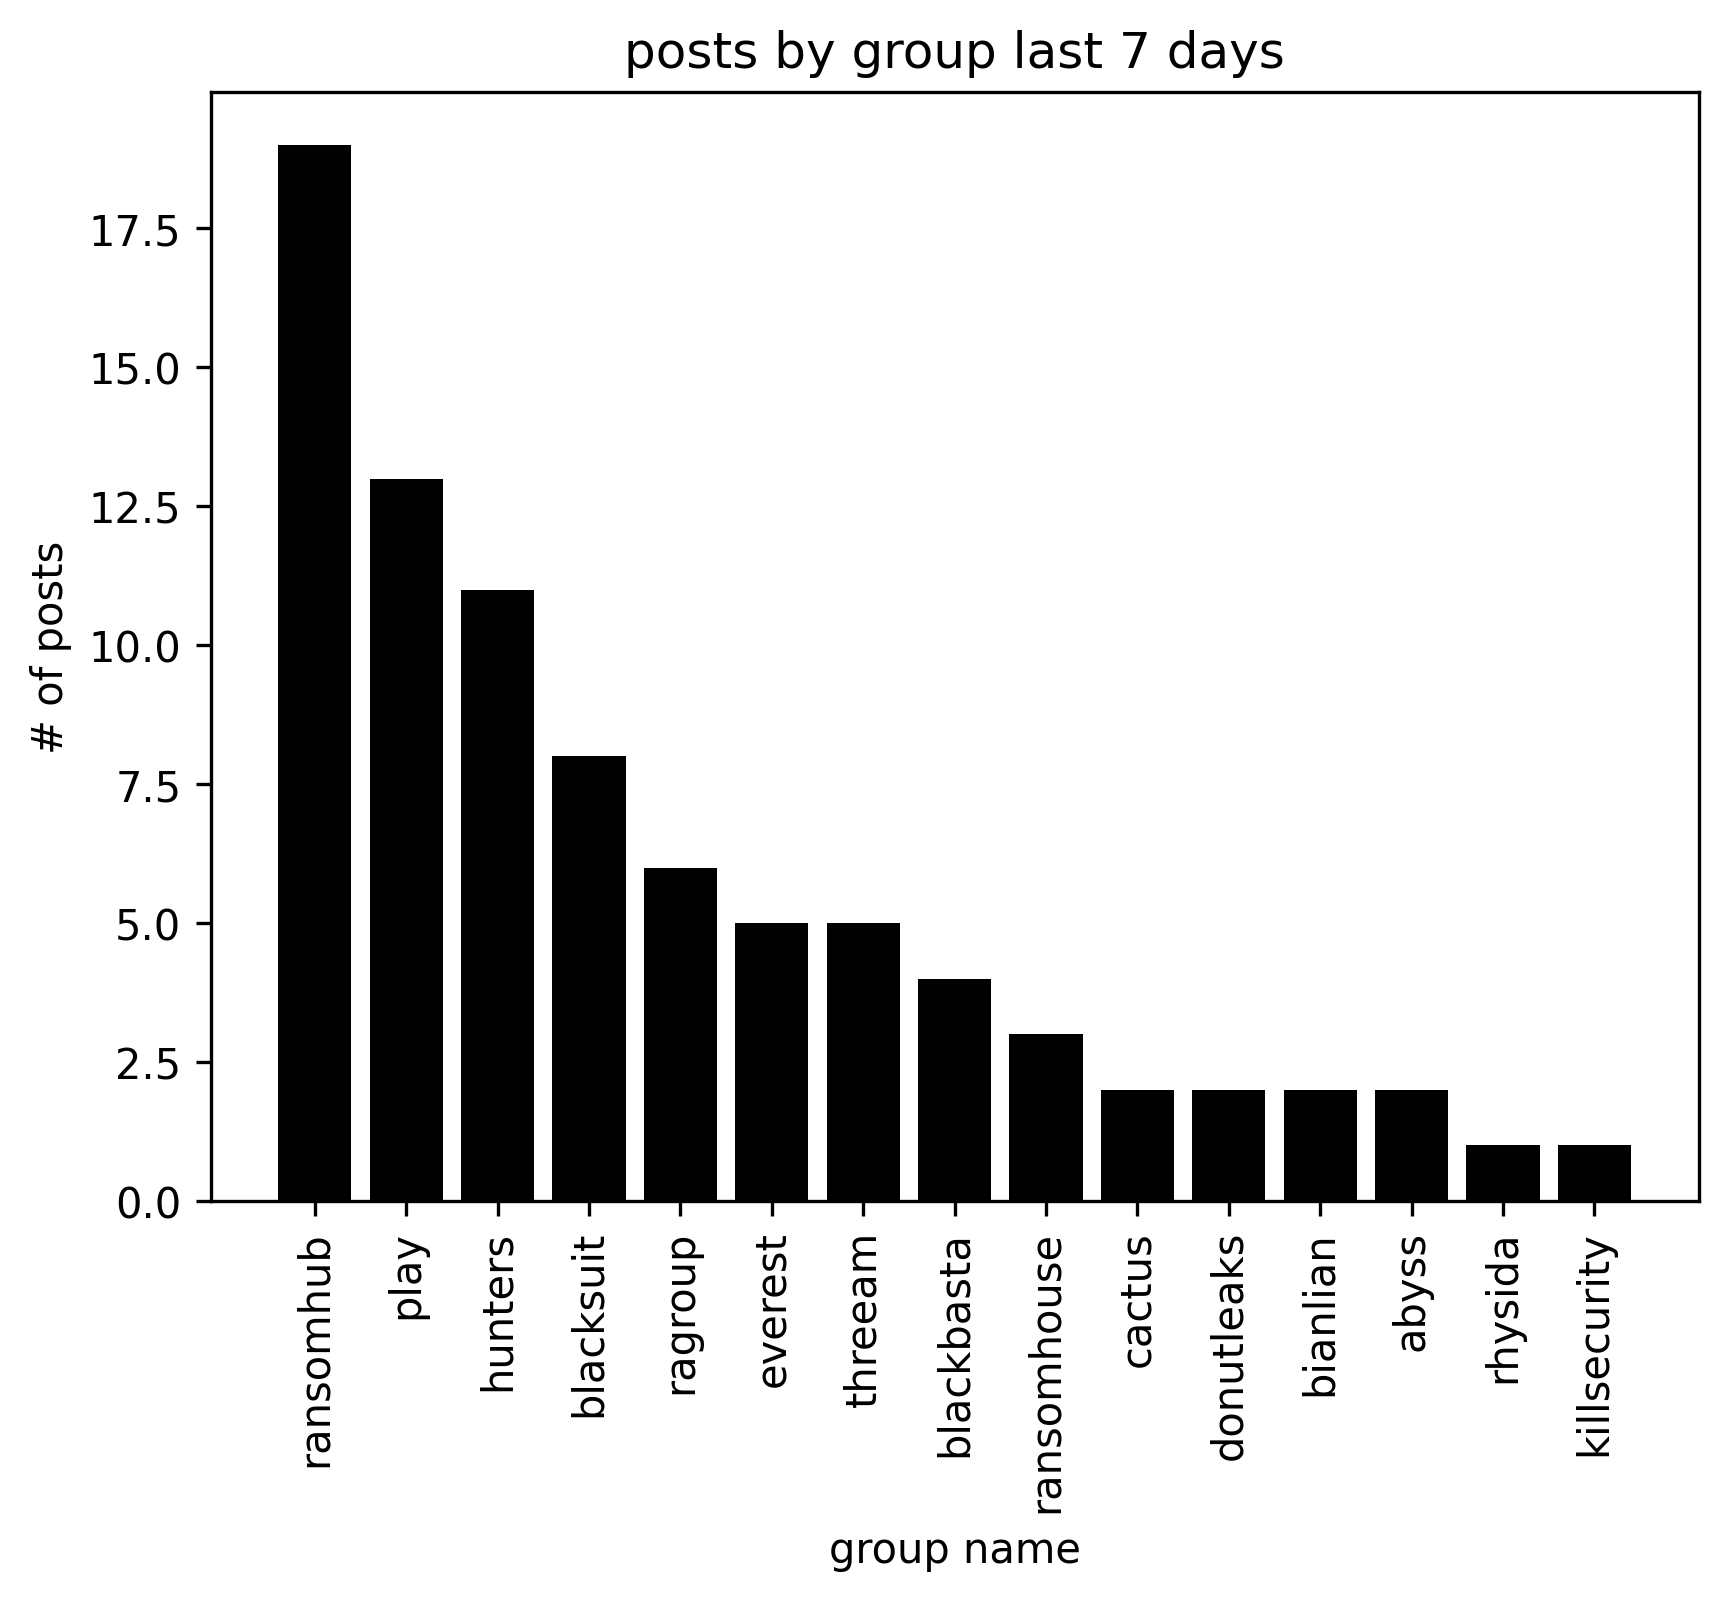 posts by group last 7 days
# of posts
17.5
15.0
12.5
10.0
7.5
5.0
2.5
0.0
ransomhub
play
hunters
blacksuit
ragroup
everest
threeam
blackbasta
ransomhouse
cactus
donutleaks
bianlian
abyss
rhysida
killsecurity
group name